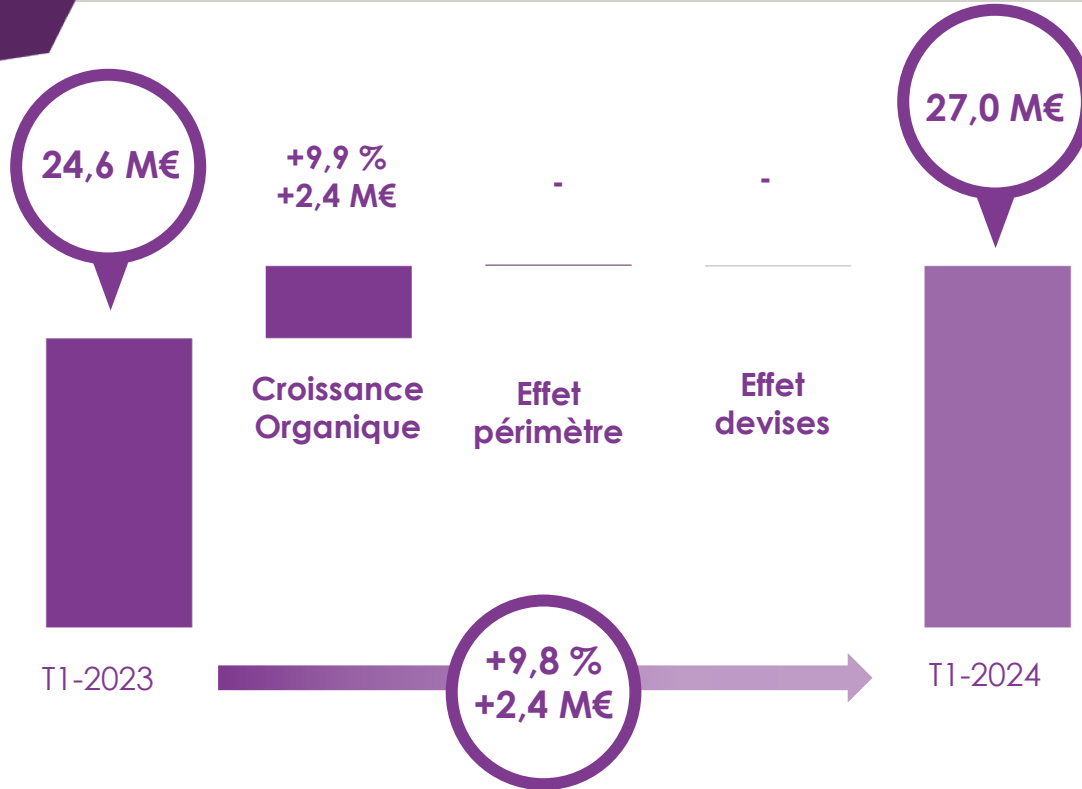 24,6 M€
+9,9 %
+2,4 M€
-
-
27,0 M€
Croissance
Organique
Effet
périmètre
Effet
devises
T1-2023
+9,8 %
+2,4 M€
T1-2024